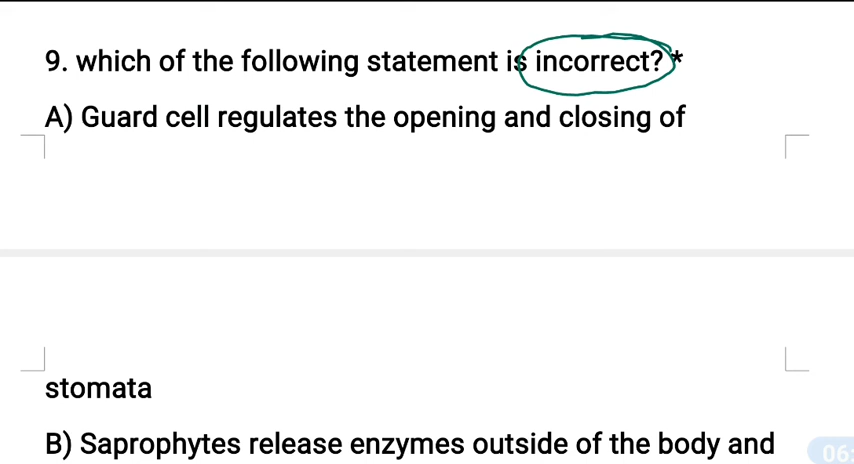 9. which of the following statement is incorrect? *
A) Guard cell regulates the opening and closing of
stomata
B) Saprophytes release enzymes outside of the body and
06: